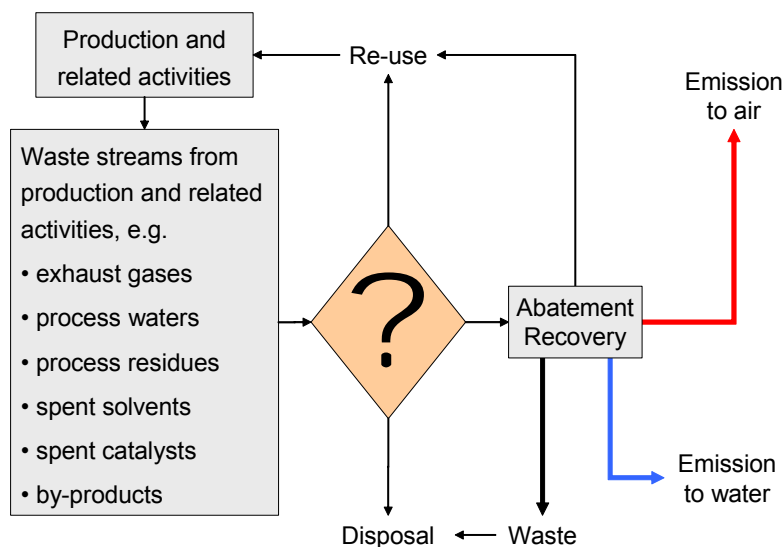 Production and
related activities
Re-use
Emission
to air
Waste streams from
production and related
activities, e.g.
• exhaust gases
• process waters
• process residues
• spent solvents
• spent catalysts
• by-products
?
Abatement
Recovery
Emission
to water
Disposal
Waste